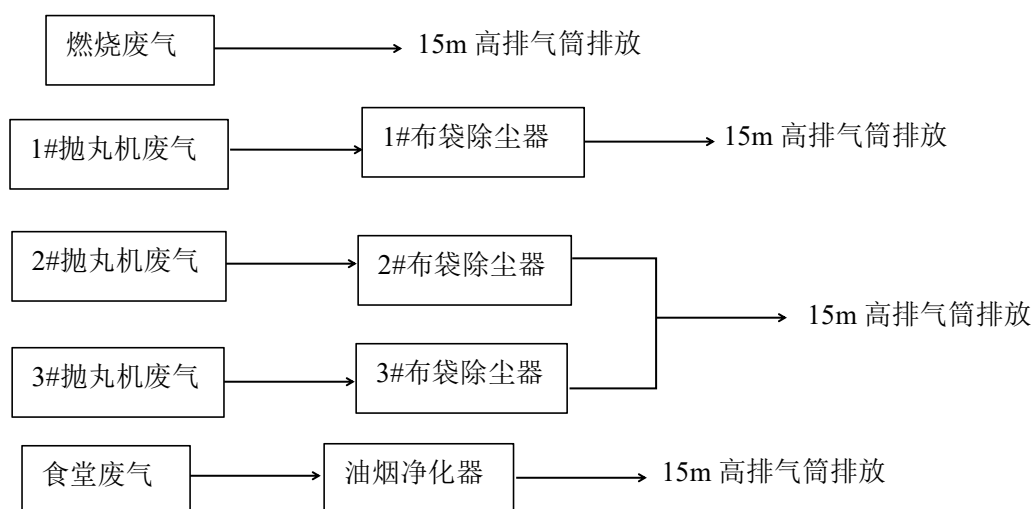 燃烧废气
15m 高排气筒排放
1#抛丸机废气
1#布袋除尘器
15m 高排气筒排放
2#抛丸机废气
2#布袋除尘器
15m 高排气筒排放
3#抛丸机废气
3#布袋除尘器
食堂废气
油烟净化器
15m 高排气筒排放